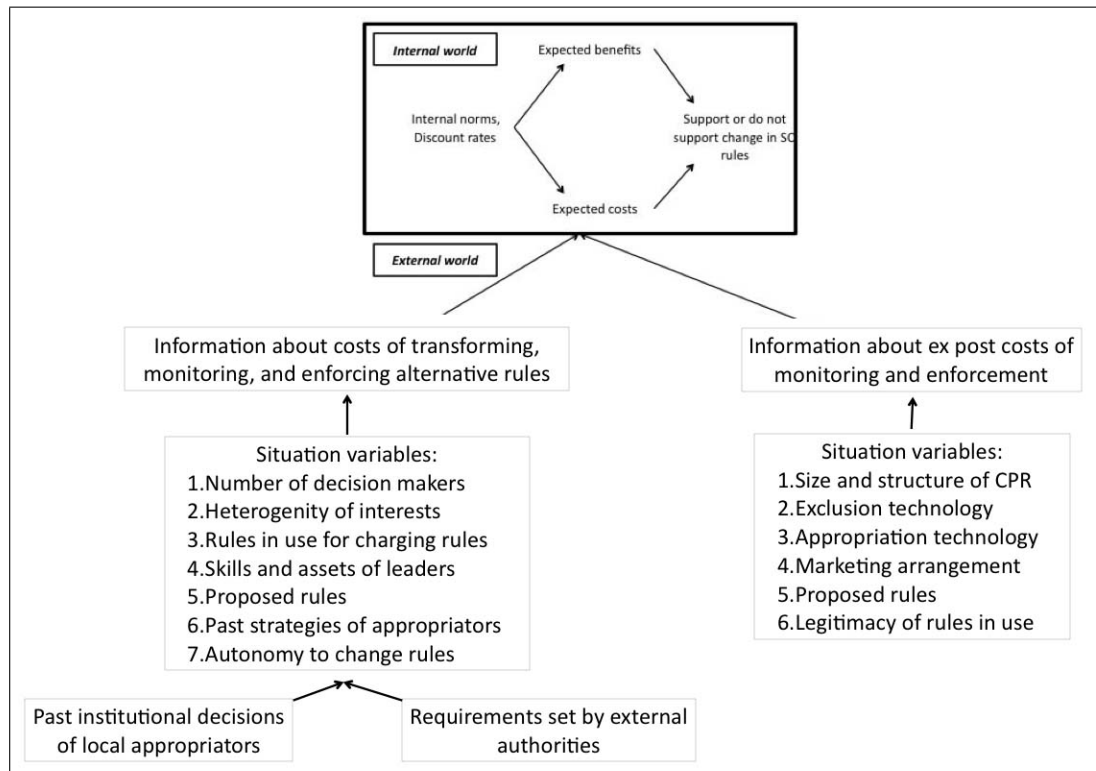 Internal world
Expected benefits
Internal norms,
Discount rates
Support or do not
support change in SO
rules
Expected costs
External world
Information about costs of transforming,
monitoring, and enforcing alternative rules
Information about ex post costs of
monitoring and enforcement
Situation variables:
1.Number of decision makers
2.Heterogenity of interests
3.Rules in use for charging rules
4.Skills and assets of leaders
5.Proposed rules
6.Past strategies of appropriators
7.Autonomy to change rules
Situation variables:
1.Size and structure of CPR
2.Exclusion technology
3.Appropriation technology
4.Marketing arrangement
5.Proposed rules
6.Legitimacy of rules in use
Past institutional decisions
of local appropriators
Requirements set by external
authorities